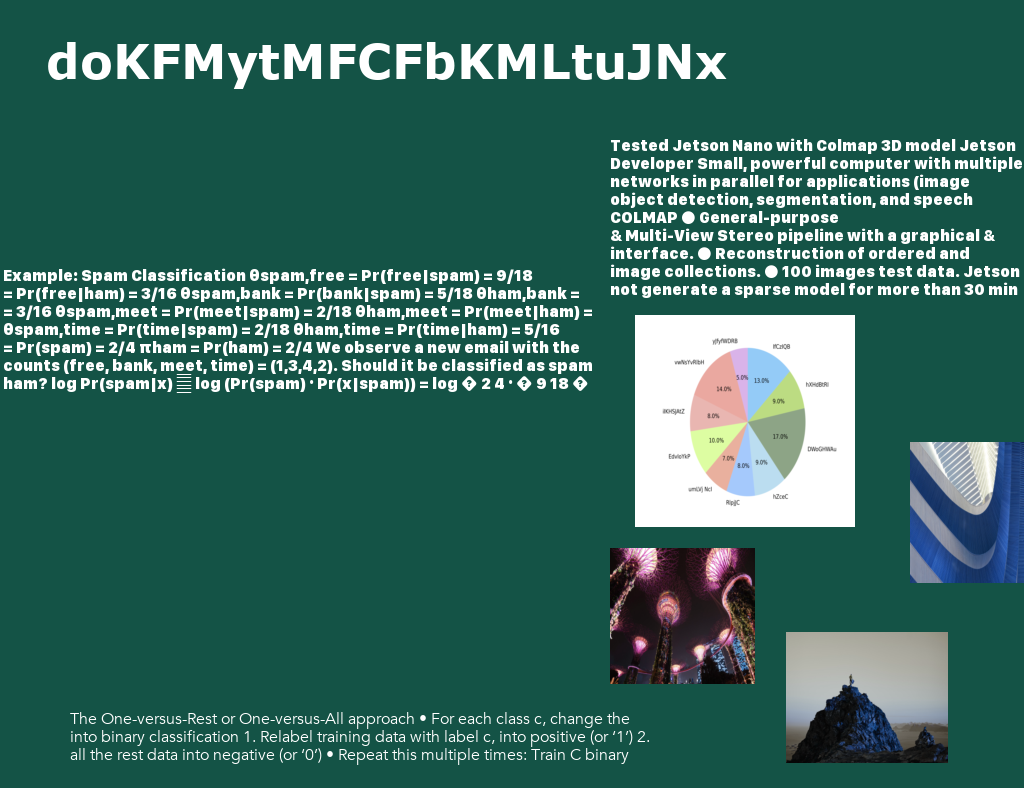 doKFMytMFCFbKMLtuJNx
Tested Jetson Nano with Colmap 3D model Jetson
Developer Small, powerful computer with multiple
networks in parallel for applications (image
object detection, segmentation, and speech
COLMAP ● General-purpose
& Multi-View Stereo pipeline with a graphical &
interface. ● Reconstruction of ordered and
image collections. ● 100 images test data. Jetson
not generate a sparse model for more than 30 min
Example: Spam Classification θspam,free = Pr(free|spam) = 9/18
= Pr(free|ham) = 3/16 θspam,bank = Pr(bank|spam) = 5/18 θham,bank =
= 3/16 θspam,meet = Pr(meet|spam) = 2/18 θham,meet = Pr(meet|ham) =
θspam,time = Pr(time|spam) = 2/18 θham,time = Pr(time|ham) = 5/16
= Pr(spam) = 2/4 πham = Pr(ham) = 2/4 We observe a new email with the
counts (free, bank, meet, time) = (1,3,4,2). Should it be classified as spam
ham? log Pr(spam|x) log (Pr(spam) · Pr(x|spam)) = log � 2 4 · � 9 18 �
yJfyfWDRB
IfCzIQB
vwNsYvRIbH
hXHdBtRI
5.0%
13.0%
14.0%
9.0%
8.0%
17.0%
10.0%
7.0%
8.0%
9.0%
DWoGHWAu
EdvioYkP
hZceC
The One-versus-Rest or One-versus-All approach • For each class c, change the
into binary classification 1. Relabel training data with label c, into positive (or ‘1’) 2.
all the rest data into negative (or ‘0’) • Repeat this multiple times: Train C binary